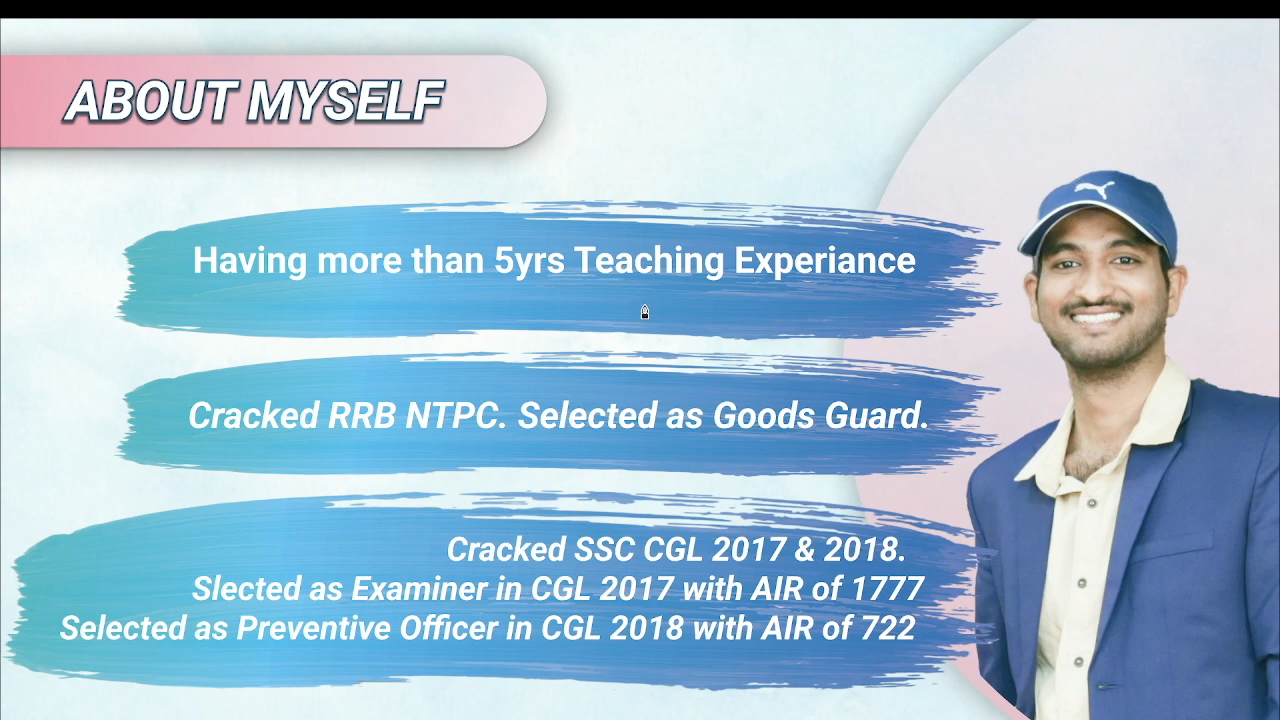 ABOUT MYSELF
Having more than 5yrs Teaching Experiance
Cracked RRB NTPC. Selected as Goods Guard.
Cracked SSC CGL 2017 & 2018.
Slected as Examiner in CGL 2017 with AIR of 1777
Selected as Preventive Officer in CGL 2018 with AIR of 722